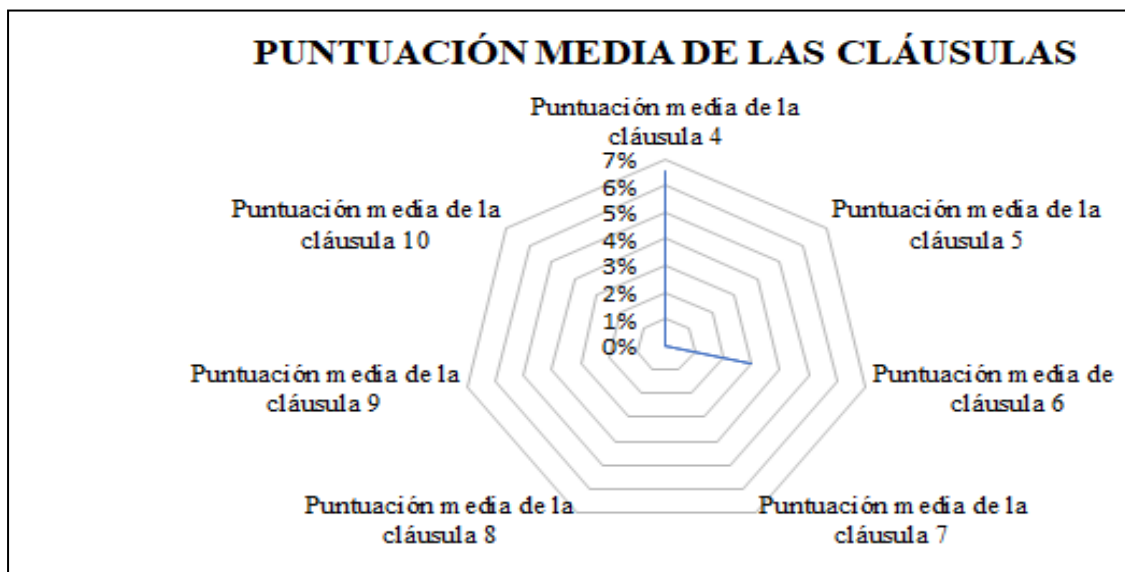 PUNTUACIÓN MEDIA DE LAS CLÁUSULAS
Puntuación media de la
cláusula 4
7%
6%
5%
4%
3%
2%
1%
0%
Puntuación media de la
cláusula 5
Puntuación media de
cláusula 6
Puntuación media de la
cláusula 7
Puntuación media de la
cláusula 8
Puntuación media de la
cláusula 9
Puntuación media de la
cláusula 10